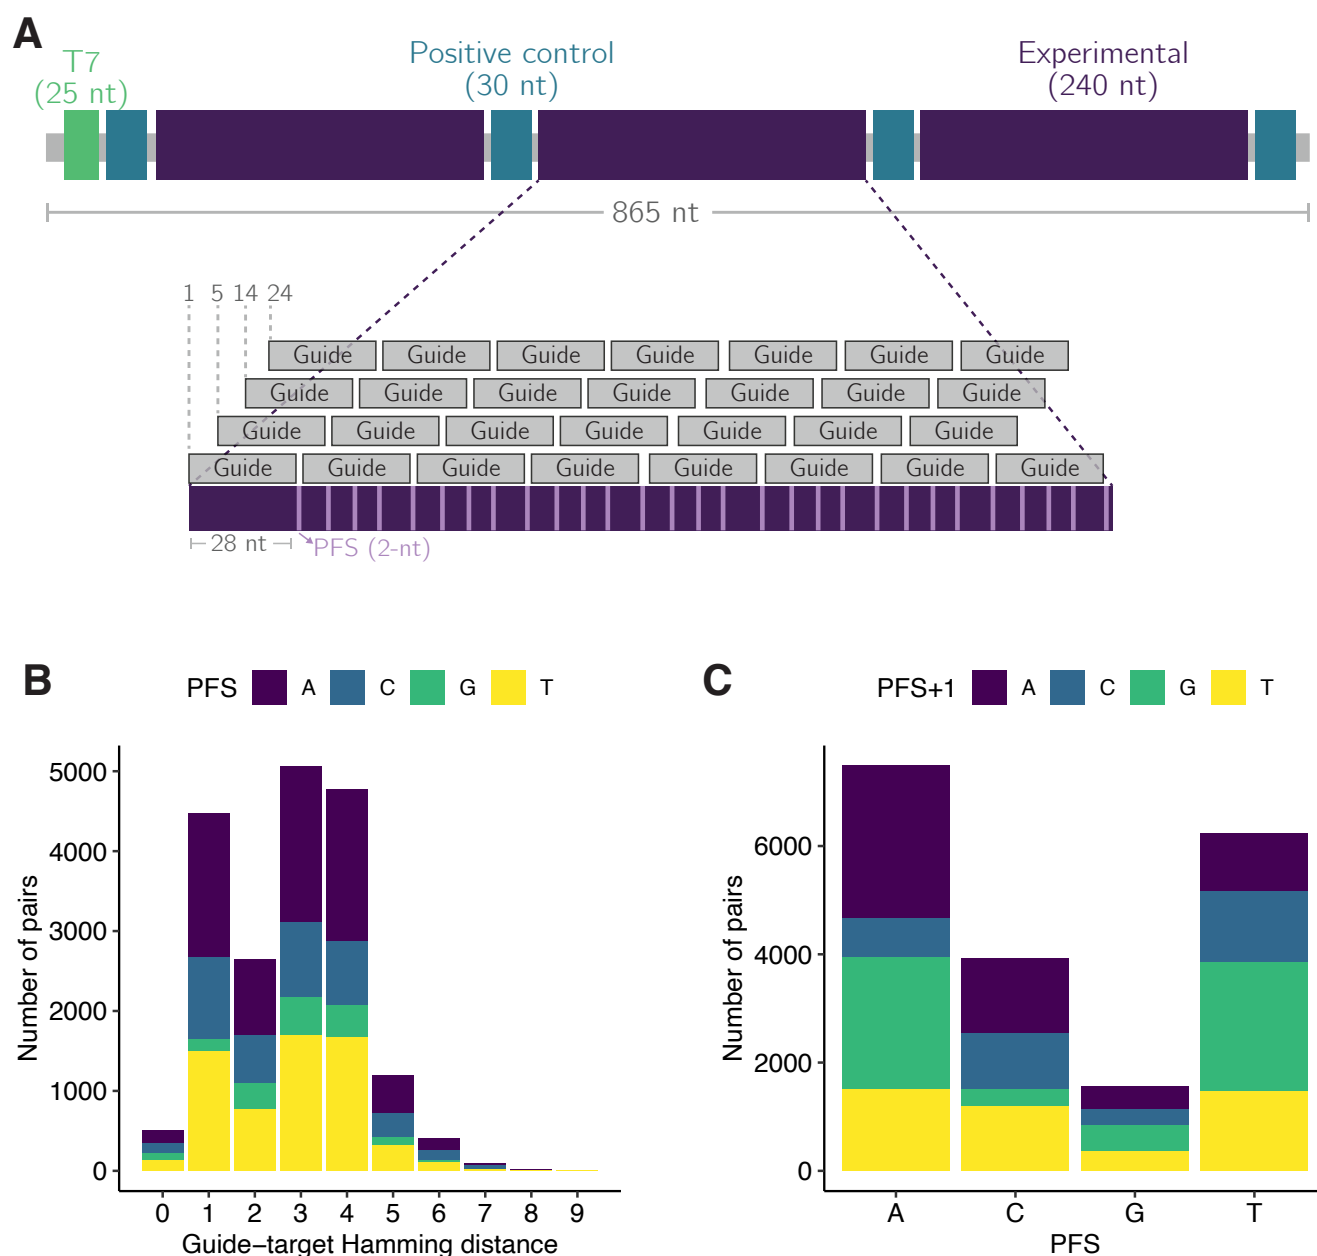 A
T7
(25 nt)
Positive control
(30 nt)
Experimental
(240 nt)
865 nt
1 5 14 24
Guide Guide Guide Guide Guide Guide Guide
Guide Guide Guide Guide Guide Guide Guide
Guide Guide Guide Guide Guide Guide Guide
Guide Guide Guide Guide Guide Guide Guide Guide
28 nt
PFS (2-nt)
B
PFS A C G T
Number of pairs
5000
4000
3000
2000
1000
0
0 1 2 3 4 5 6 7 8 9
Guide–target Hamming distance
C
PFS+1 A C G T
Number of pairs
6000
4000
2000
0
A C G T
PFS